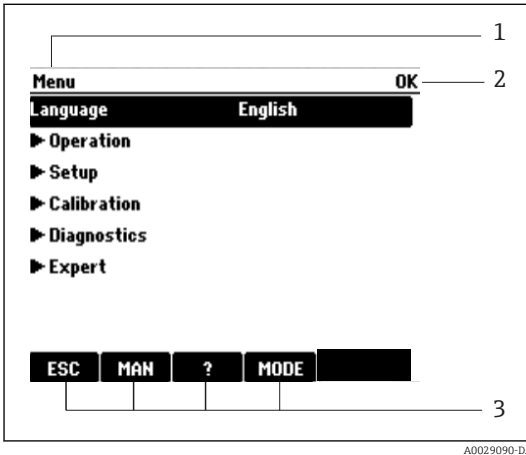 1
Menu OK 2
Language English
Operation
Setup
Calibration
Diagnostics
Expert
ESC MAN ? MODE
3
A0029090-D